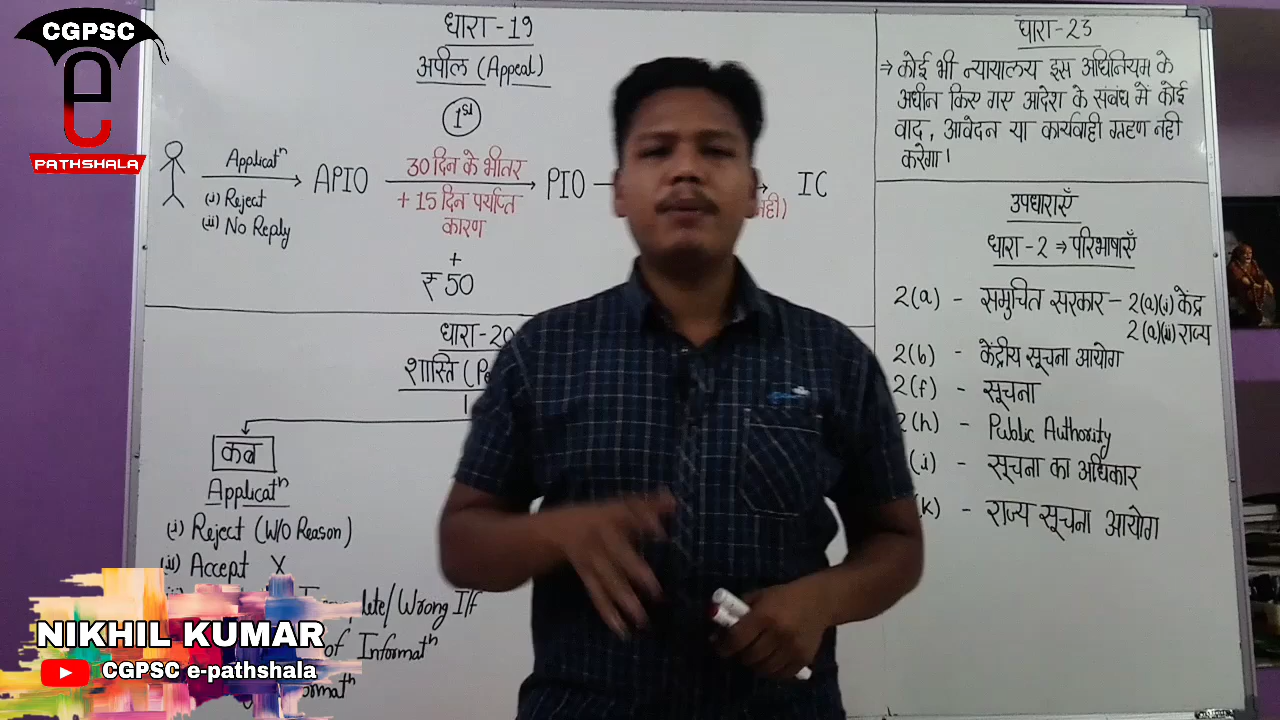 CGPSC
e
PATHSHALA
धारा-19
अपील (Appeal)
1st
Applicatⁿ
(i) Reject
(ii) No Reply
APIO
30 दिन के भीतर
+ 15 दिन पर्याप्त
कारण
+
₹50
PIO
नहीं)
IC
धारा-20
शास्ति
कब
Applicatⁿ
(i) Reject (W/O Reason)
(ii) Accept X
/Wrong I/f
of Informatⁿ
धारा-23
⇒ कोई भी न्यायालय इस अधिनियम के
अधीन किए गए आदेश के संबंध में कोई
वाद, आवेदन या कार्यवाही ग्रहण नहीं
करेगा।
उपधाराएँ
धारा-2 ⇒ परिभाषाएँ
2(a) - समुचित सरकार - 2(a)(i) केंद्र
2(a)(ii) राज्य
2(b) - केंद्रीय सूचना आयोग
2(f) - सूचना
2(h) - Public Authority
(j) - सूचना का अधिकार
(k) - राज्य सूचना आयोग
NIKHIL KUMAR
CGPSC e-pathshala